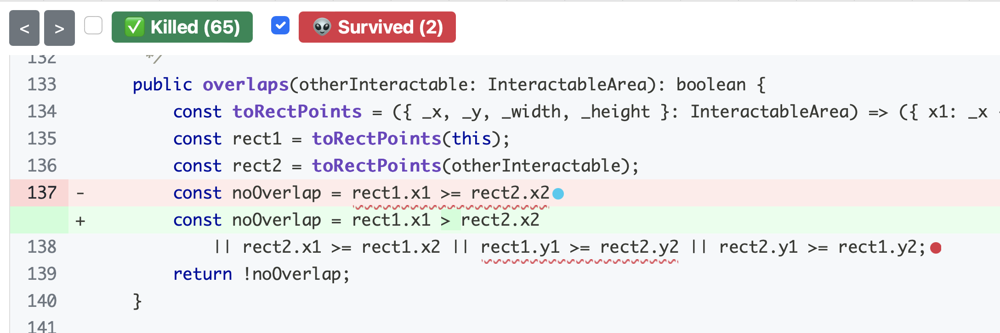 < > ✅ Killed (65) 👽 Survived (2)
132 */
133 public overlaps(otherInteractable: InteractableArea): boolean {
134 const toRectPoints = ({ _x, _y, _width, _height }: InteractableArea) => ({ x1: _x
135 const rect1 = toRectPoints(this);
136 const rect2 = toRectPoints(otherInteractable);
137 - const noOverlap = rect1.x1 >= rect2.x2
+ const noOverlap = rect1.x1 > rect2.x2
138 || rect2.x1 >= rect1.x2 || rect1.y1 >= rect2.y2 || rect2.y1 >= rect1.y2;
139 return !noOverlap;
140 }
141